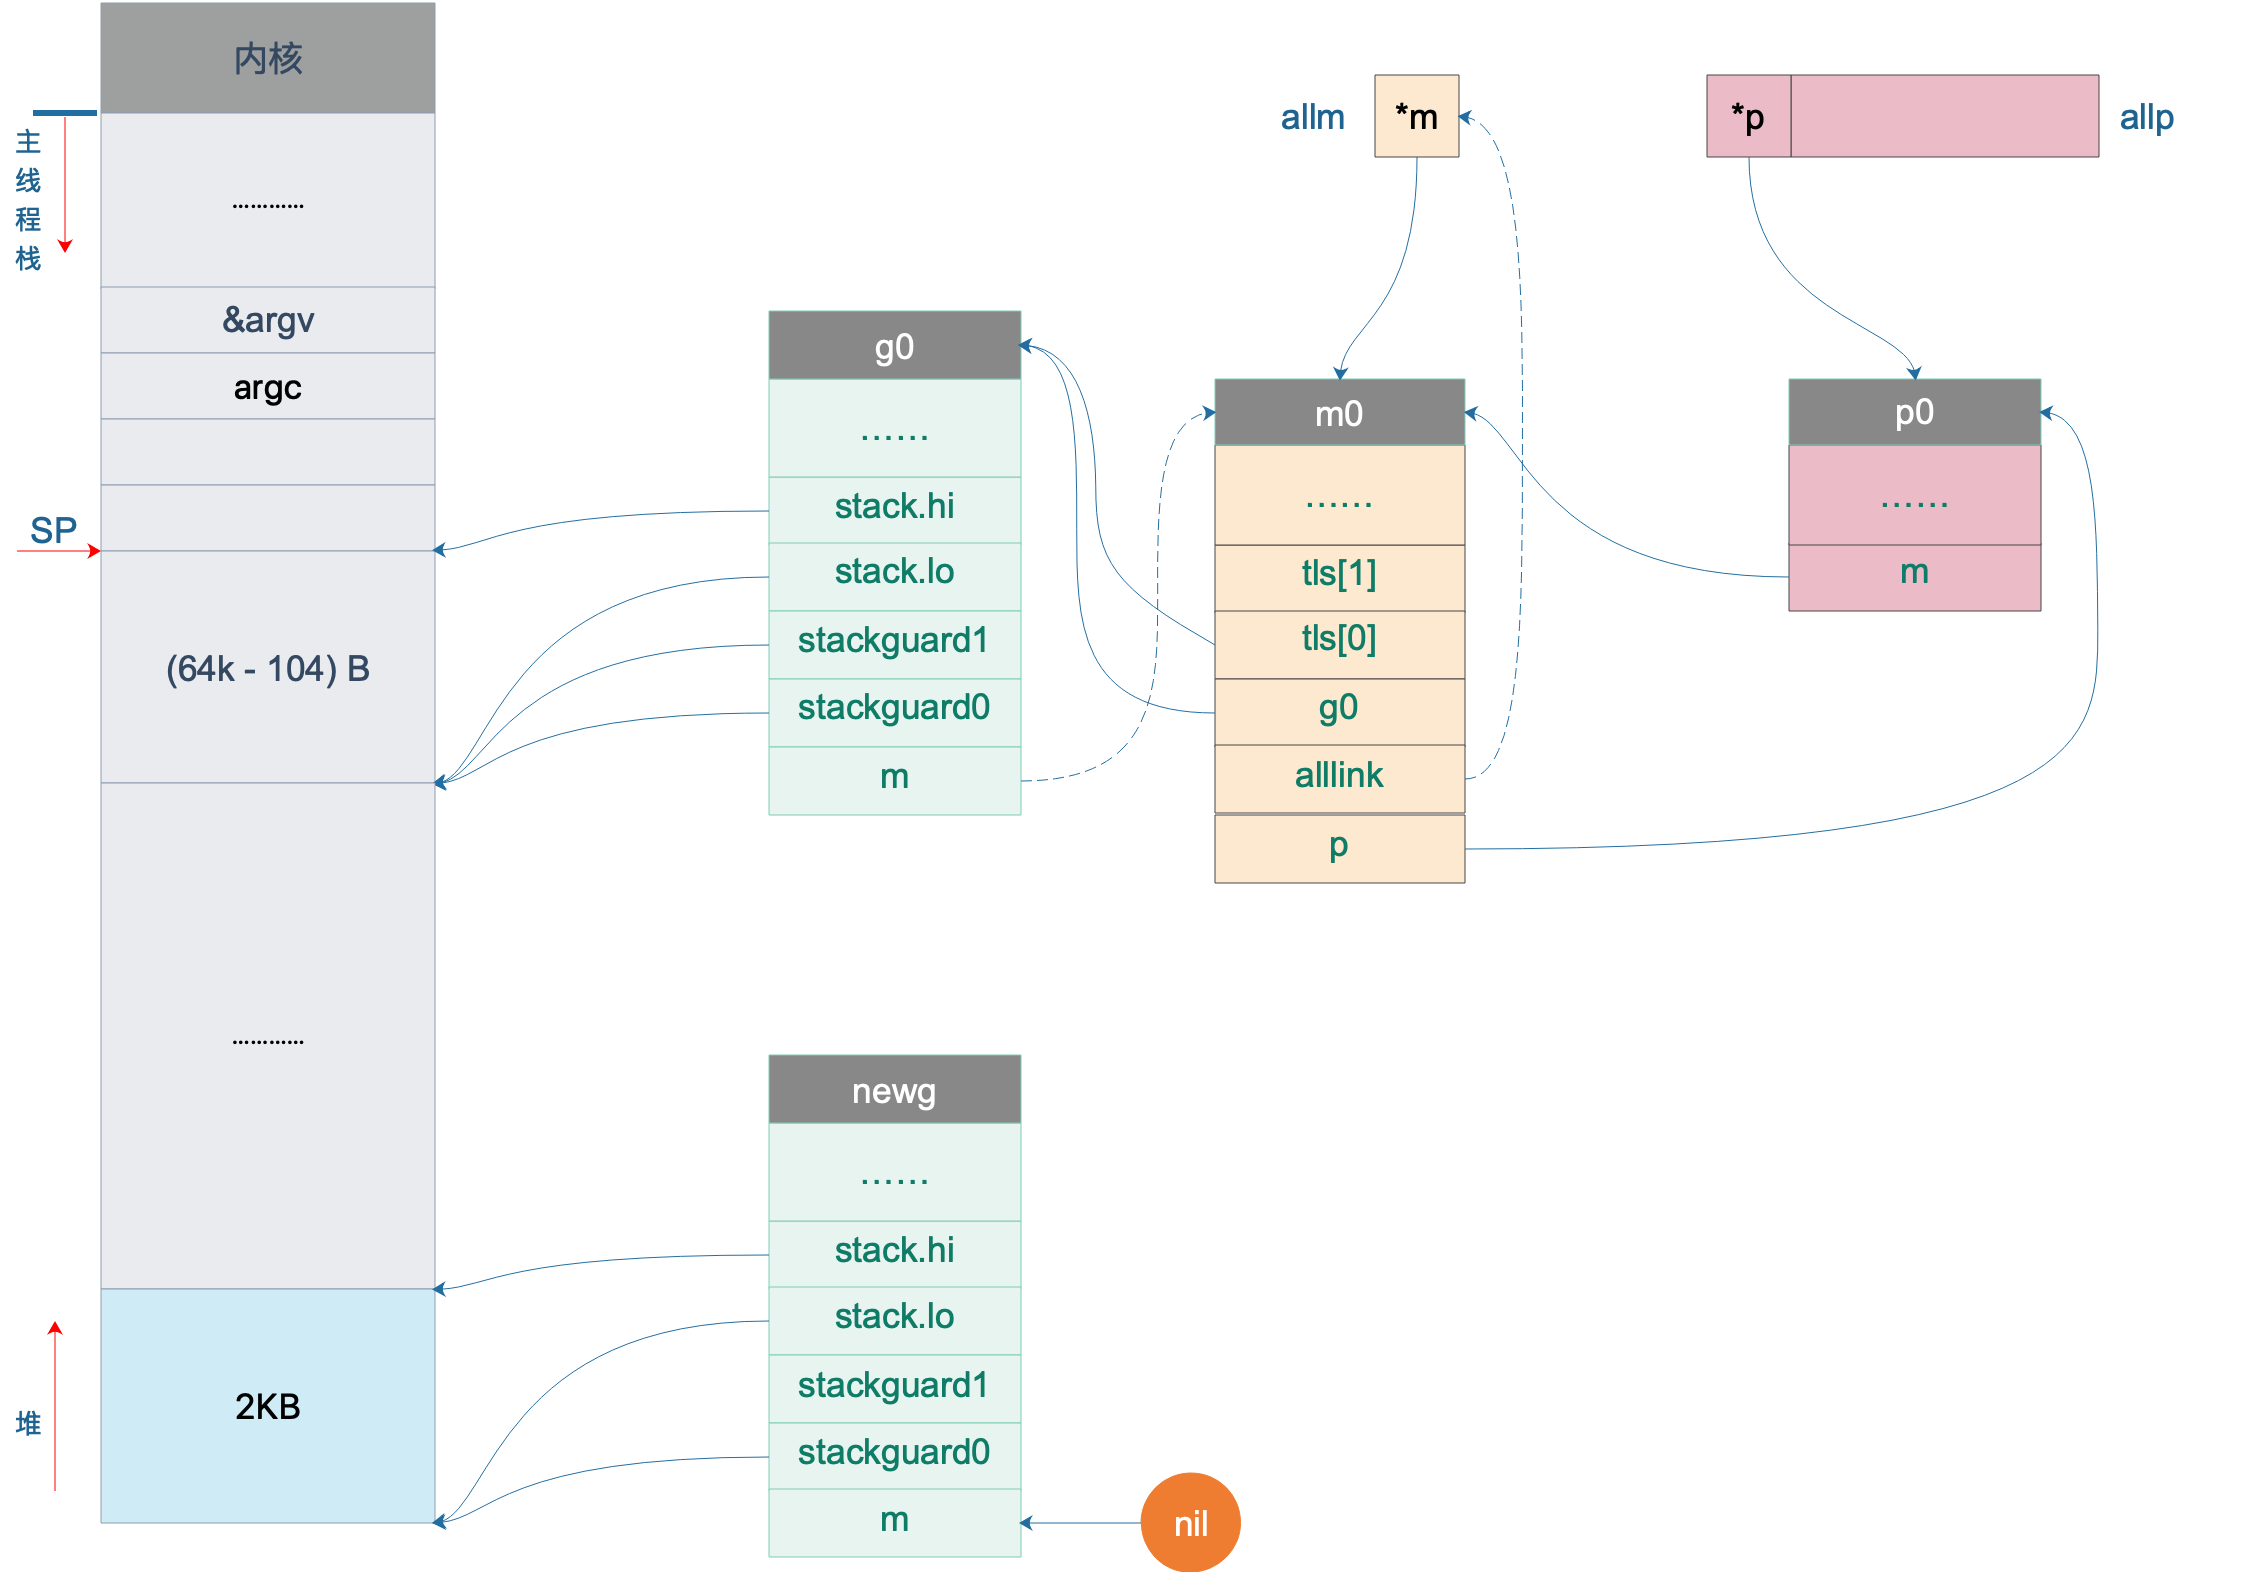 内核
主线程栈
…………
&argv
argc
SP
(64k - 104) B
…………
堆
2KB
g0
……
stack.hi
stack.lo
stackguard1
stackguard0
m
newg
……
stack.hi
stack.lo
stackguard1
stackguard0
m
nil
allm
*m
m0
……
tls[1]
tls[0]
g0
alllink
p
*p
allp
p0
……
m